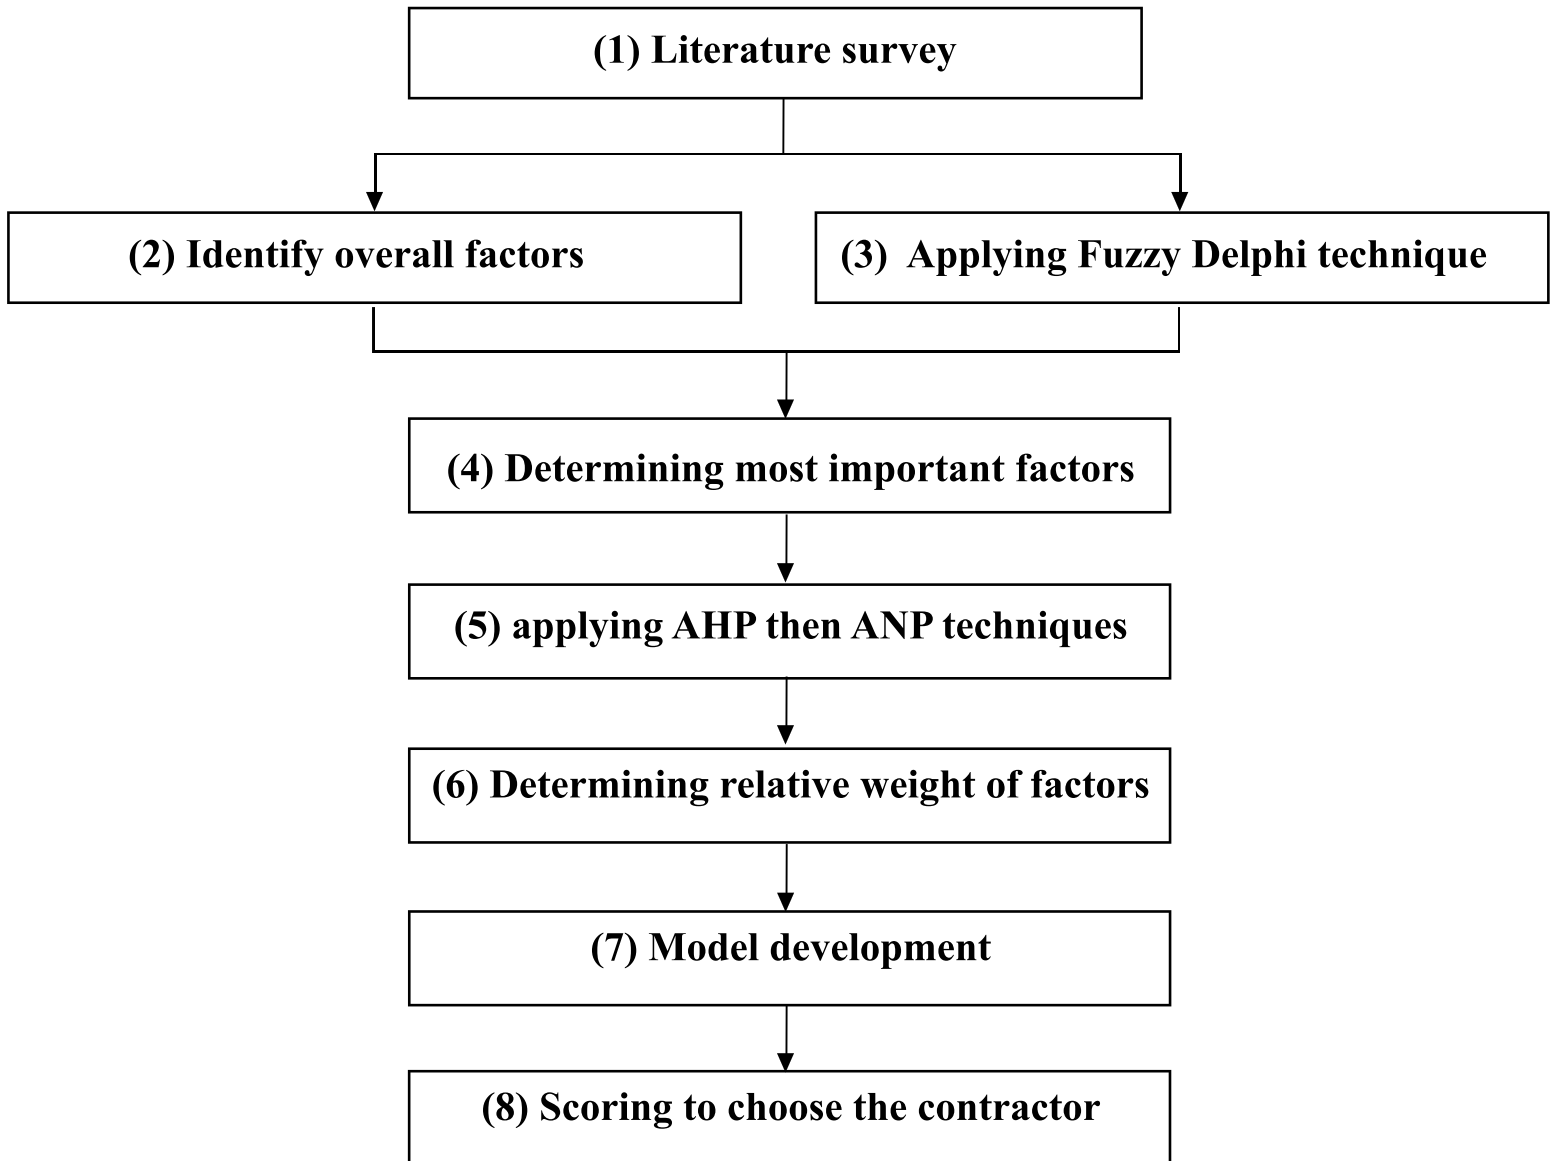 (1) Literature survey
(2) Identify overall factors
(3) Applying Fuzzy Delphi technique
(4) Determining most important factors
(5) applying AHP then ANP techniques
(6) Determining relative weight of factors
(7) Model development
(8) Scoring to choose the contractor